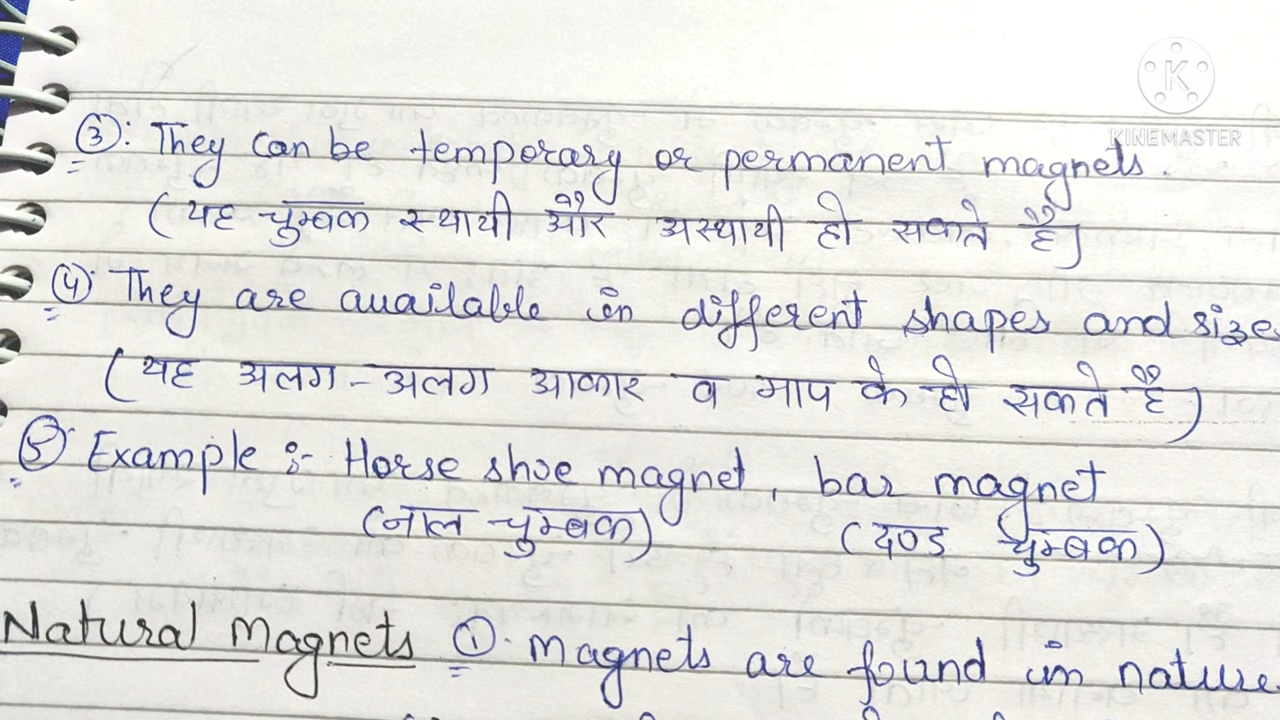 K
KINEMASTER
③. They can be temporary or permanent magnets.
(यह चुम्बक स्थायी और अस्थायी हो सकते हैं)
④. They are available in different shapes and size
(यह अलग-अलग आकार व माप के हो सकते हैं)
⑤. Example :- Horse shoe magnet, bar magnet
(नाल चुम्बक) (दण्ड चुम्बक)
Natural Magnets ①. Magnets are found in nature.